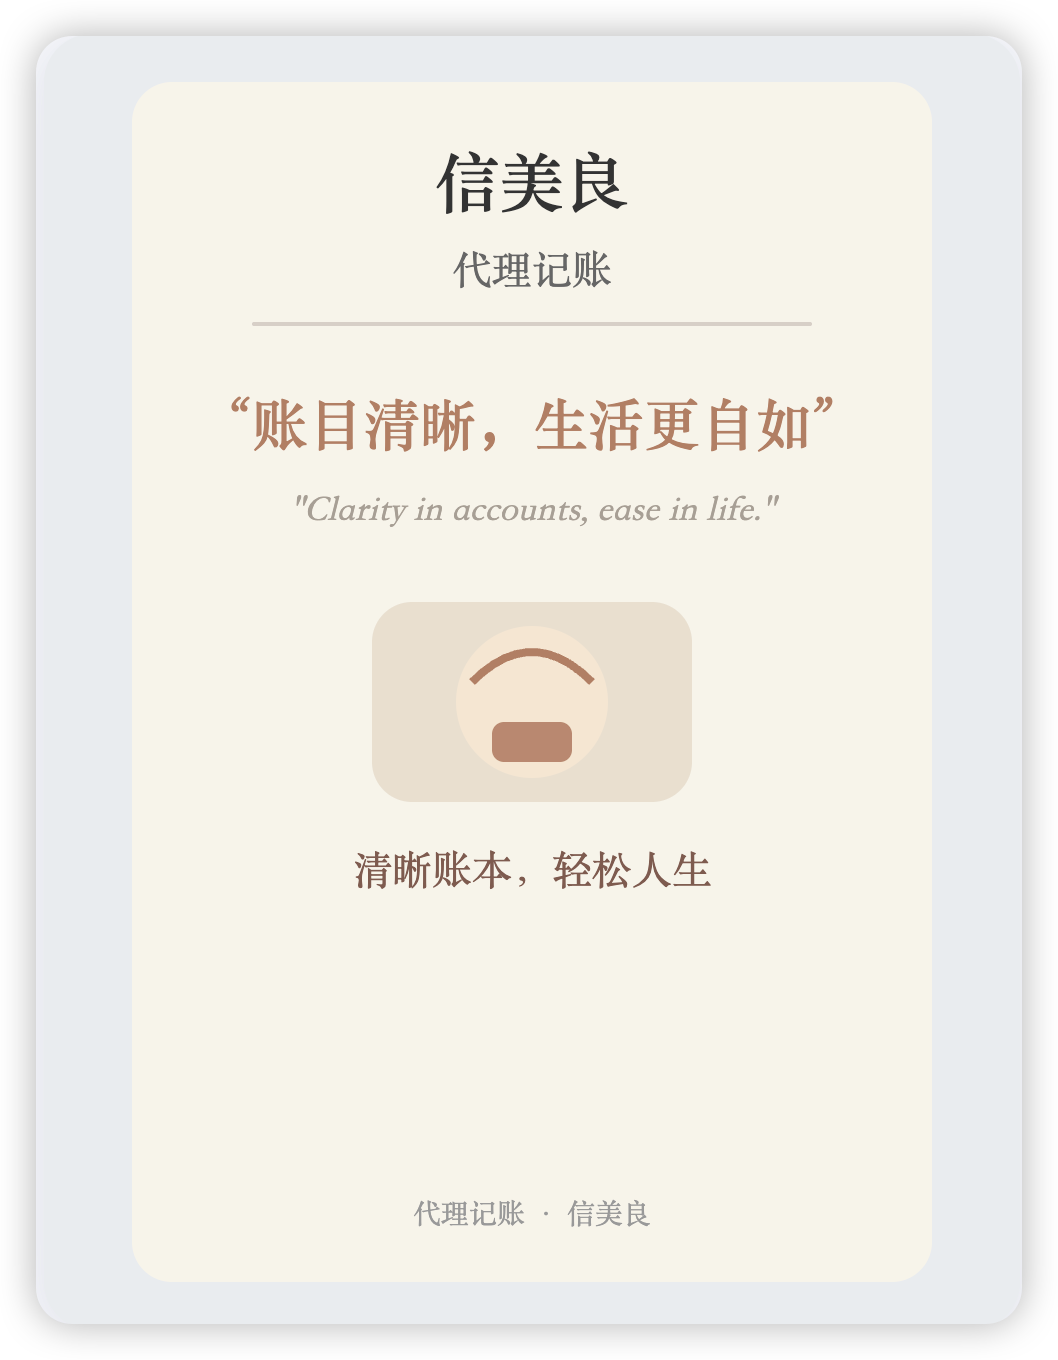 信美良
代理记账
“账目清晰，生活更自如”
"Clarity in accounts, ease in life."
清晰账本，轻松人生
代理记账 · 信美良